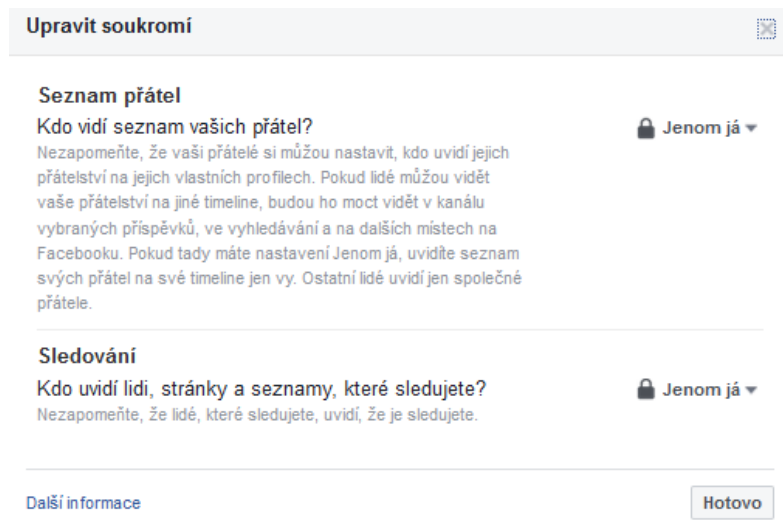 Upravit soukromí
Seznam přátel
Kdo vidí seznam vašich přátel?
Jenom já
Nezapomeňte, že vaši přátelé si můžou nastavit, kdo uvidí jejich
přátelství na jejich vlastních profilech. Pokud lidé můžou vidět
vaše přátelství na jiné timeline, budou ho moct vidět v kanálu
vybraných příspěvků, ve vyhledávání a na dalších místech na
Facebooku. Pokud tady máte nastavení Jenom já, uvidíte seznam
svých přátel na své timeline jen vy. Ostatní lidé uvidí jen společné
přátele.
Sledování
Kdo uvidí lidi, stránky a seznamy, které sledujete?
Jenom já
Nezapomeňte, že lidé, které sledujete, uvidí, že je sledujete.
Další informace
Hotovo